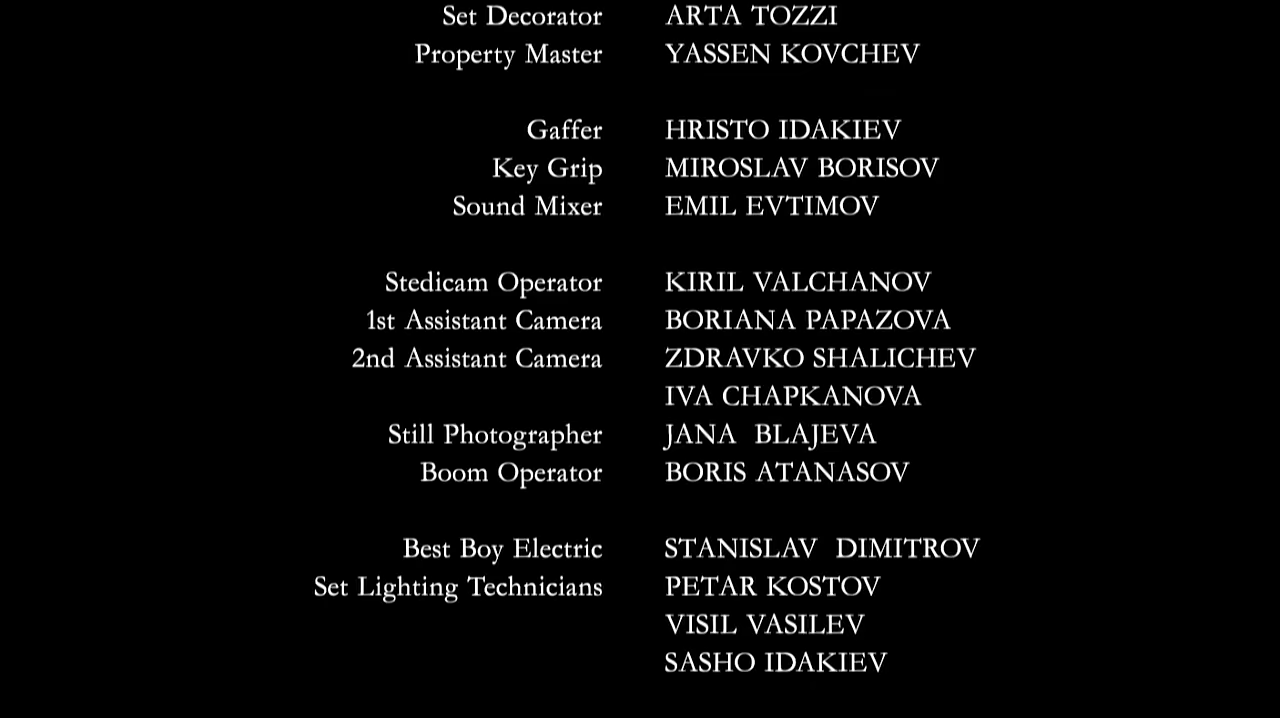 Set Decorator ARTA TOZZI
Property Master YASSEN KOVCHEV
Gaffer HRISTO IDAKIEV
Key Grip MIROSLAV BORISOV
Sound Mixer EMIL EVTIMOV
Stedicam Operator KIRIL VALCHANOV
1st Assistant Camera BORIANA PAPAZOVA
2nd Assistant Camera ZDRAVKO SHALICHEV
IVA CHAPKANOVA
Still Photographer JANA BLAJEVA
Boom Operator BORIS ATANASOV
Best Boy Electric STANISLAV DIMITROV
Set Lighting Technicians PETAR KOSTOV
VISIL VASILEV
SASHO IDAKIEV